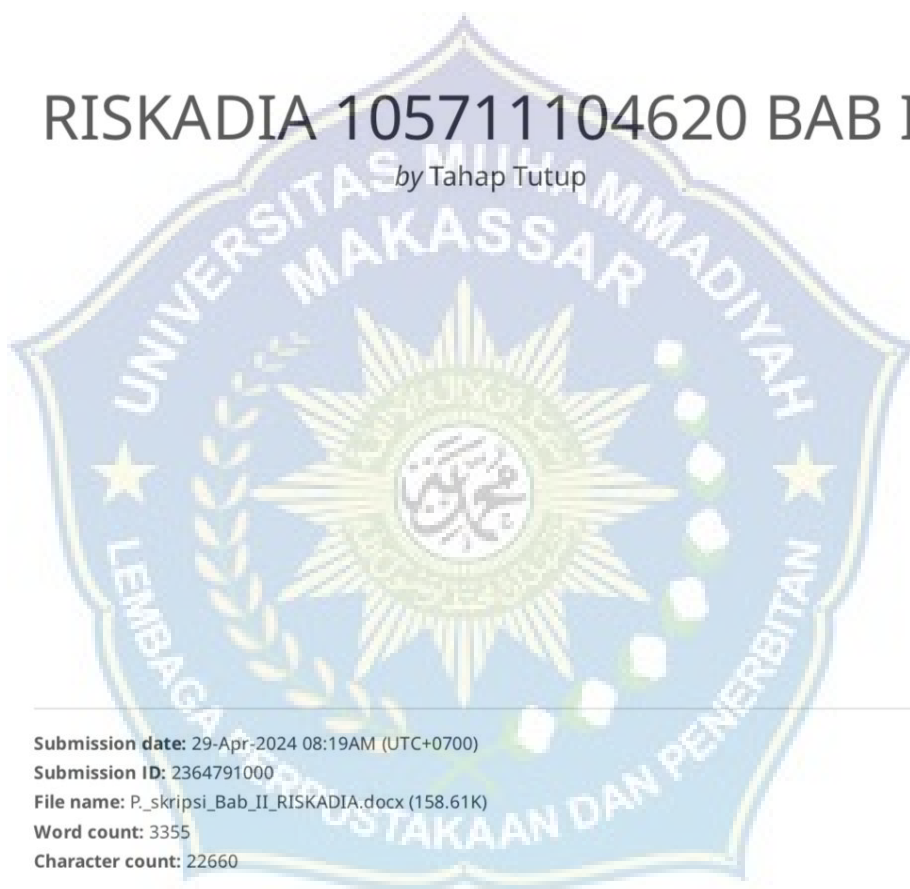 RISKADIA 105711104620 BAB I
by Tahap Tutup
UNIVERSITAS MUHAMMADIYAH
MAKASSAR
محمدية
LEMBAGA PERPUSTAKAAN DAN PENERBITAN
Submission date: 29-Apr-2024 08:19AM (UTC+0700)
Submission ID: 2364791000
File name: P._skripsi_Bab_II_RISKADIA.docx (158.61K)
Word count: 3355
Character count: 22660